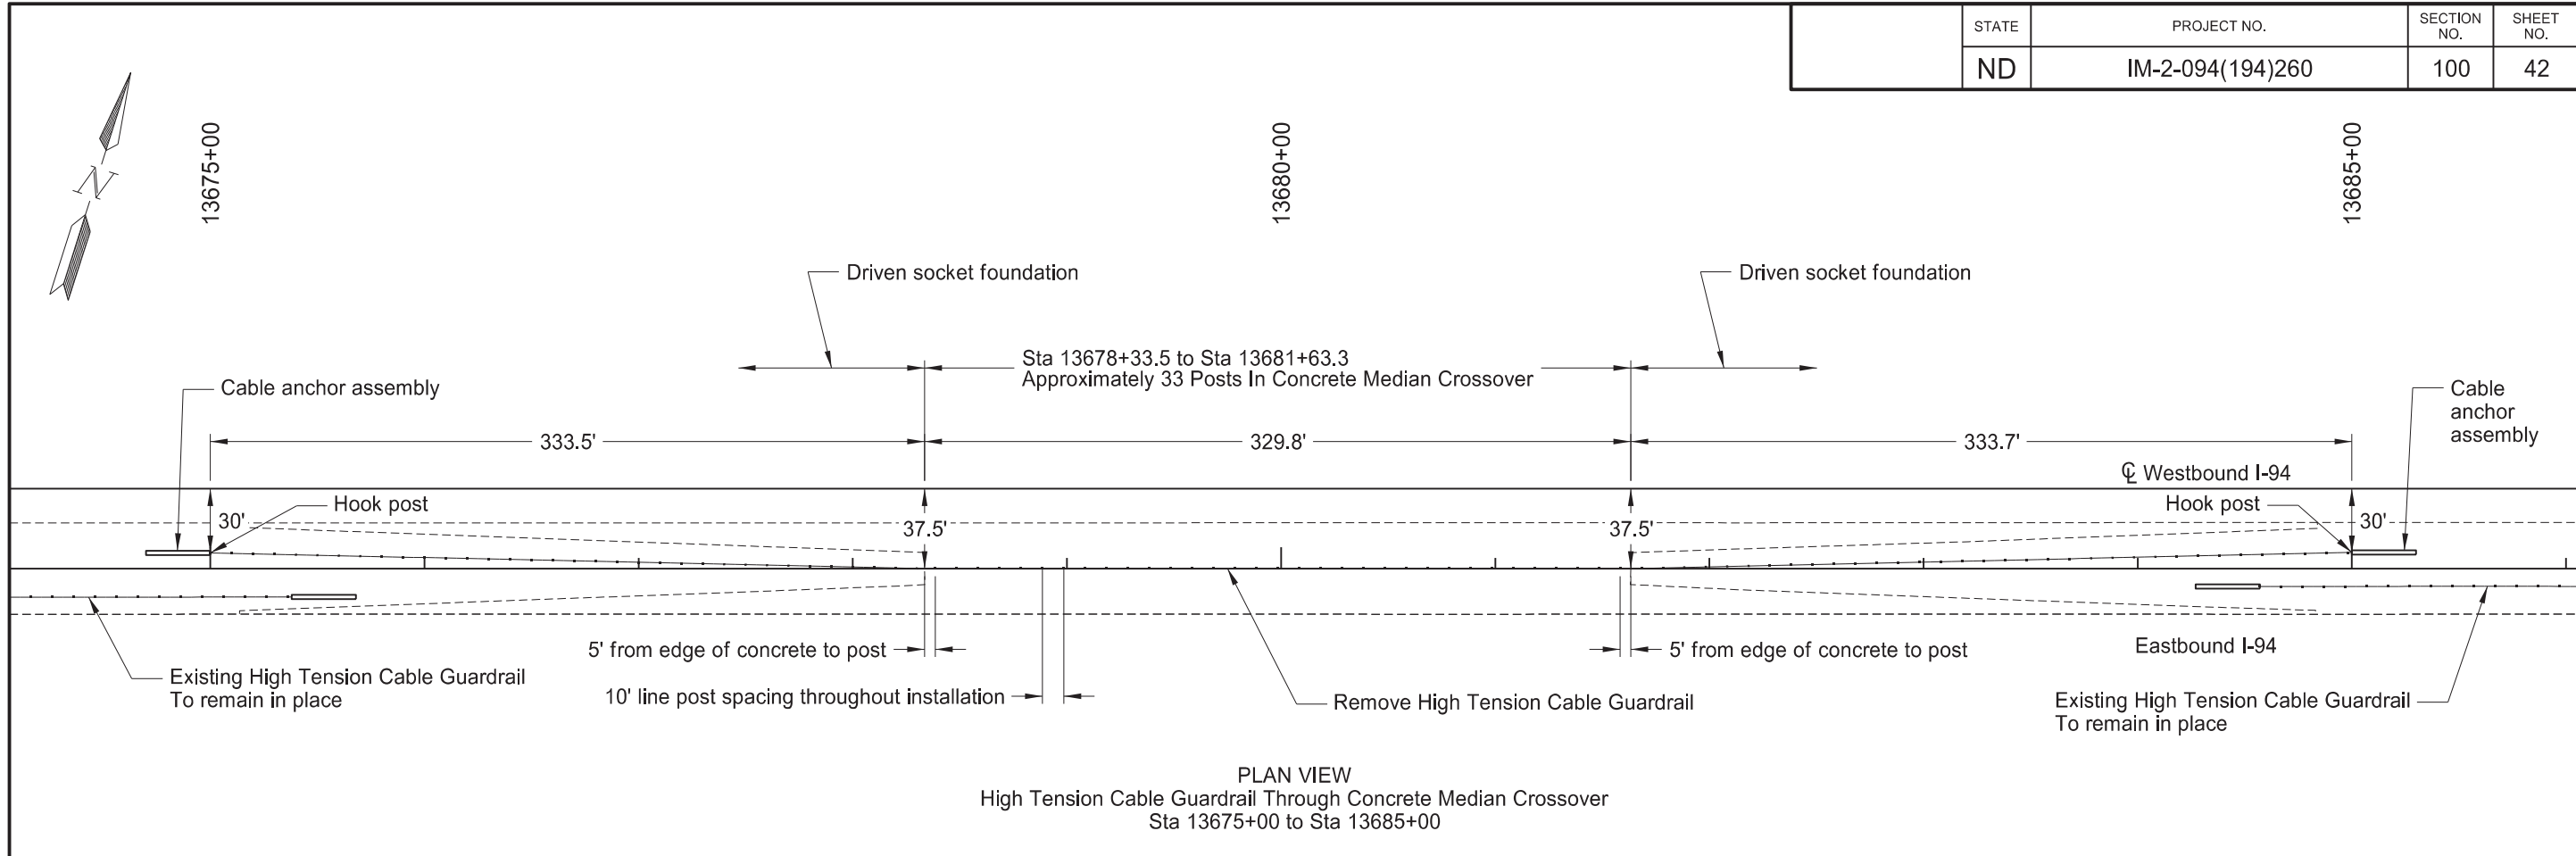 STATE
PROJECT NO.
SECTION NO.
SHEET NO.
ND
IM-2-094(194)260
100
42
N
13675+00
13680+00
13685+00
Driven socket foundation
Driven socket foundation
Sta 13678+33.5 to Sta 13681+63.3
Approximately 33 Posts In Concrete Median Crossover
Cable anchor assembly
Cable
anchor
assembly
333.5'
329.8'
333.7'
℄ Westbound I-94
Hook post
Hook post
30'
37.5'
37.5'
30'
5' from edge of concrete to post
5' from edge of concrete to post
Eastbound I-94
Existing High Tension Cable Guardrail
To remain in place
10' line post spacing throughout installation
Remove High Tension Cable Guardrail
Existing High Tension Cable Guardrail
To remain in place
PLAN VIEW
High Tension Cable Guardrail Through Concrete Median Crossover
Sta 13675+00 to Sta 13685+00